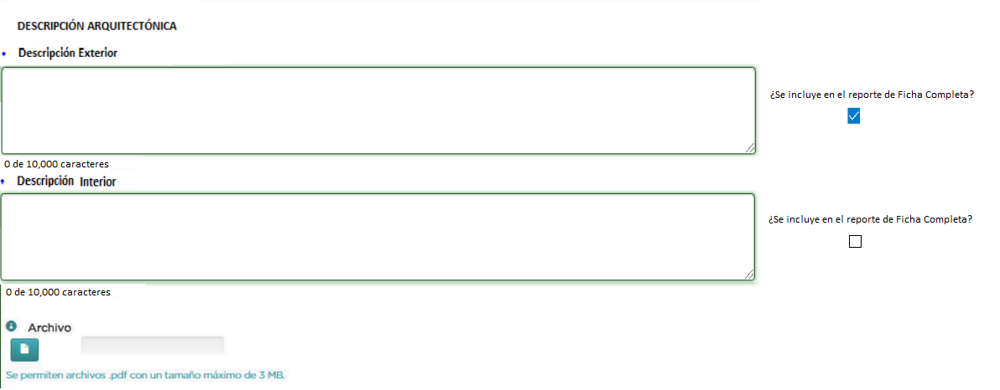 DESCRIPCIÓN ARQUITECTÓNICA
Descripción Exterior
¿Se incluye en el reporte de Ficha Completa?
0 de 10,000 caracteres
Descripción Interior
¿Se incluye en el reporte de Ficha Completa?
0 de 10,000 caracteres
Archivo
Se permiten archivos .pdf con un tamaño máximo de 3 MB.